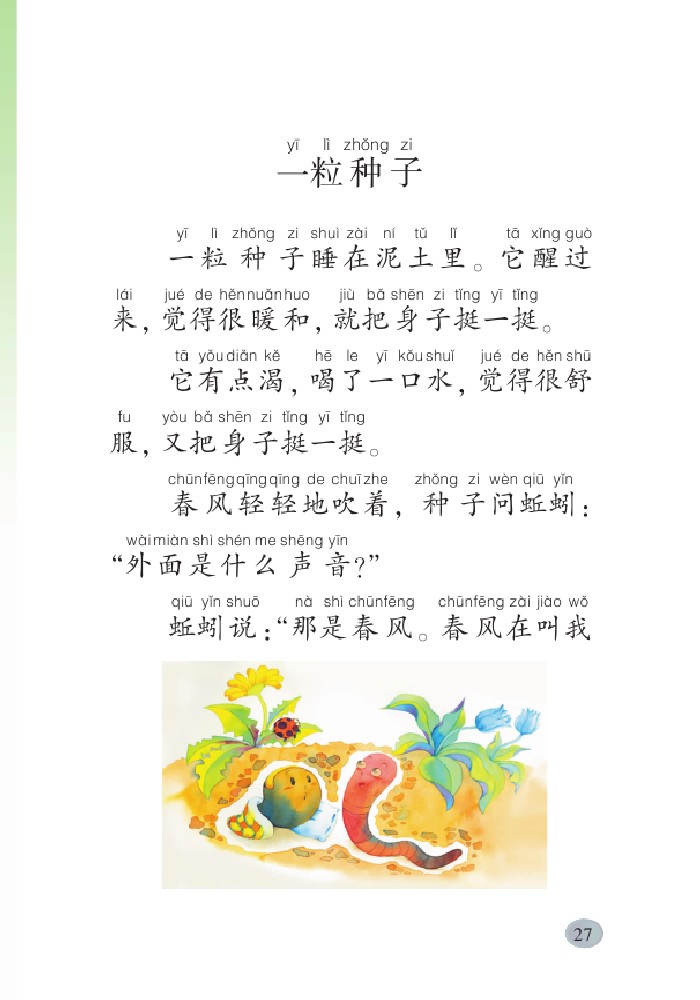 yī lì zhǒng zi
一粒种子
yī lì zhǒng zi shuì zài ní tǔ lǐ tā xǐng guò
一粒种子睡在泥土里。它醒过
lái jué de hěn nuǎn huo jiù bǎ shēn zi tǐng yī tǐng
来，觉得很暖和，就把身子挺一挺。
tā yǒu diǎn kě hē le yī kǒu shuǐ jué de hěn shū
它有点渴，喝了一口水，觉得很舒
fu yòu bǎ shēn zi tǐng yī tǐng
服，又把身子挺一挺。
chūn fēng qīng qīng de chuī zhe zhǒng zi wèn qiū yǐn
春风轻轻地吹着，种子问蚯蚓：
wài miàn shì shén me shēng yīn
“外面是什么声音?”
qiū yǐn shuō nà shì chūn fēng chūn fēng zài jiào wǒ
蚯蚓说：“那是春风。春风在叫我
27